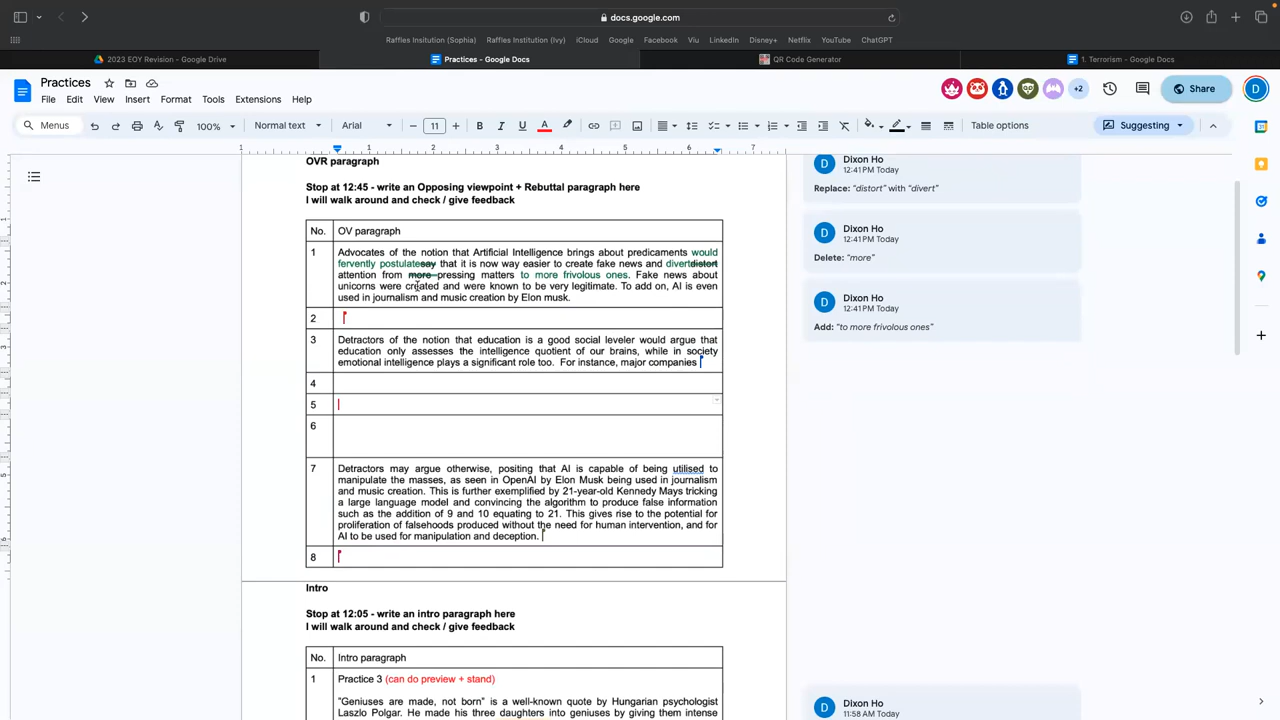 docs.google.com
Raffles Insitution (Sophia) Raffles Institution (Ivy) iCloud Google Facebook Viu LinkedIn Disney+ Netflix YouTube ChatGPT
2023 EOY Revision - Google Drive Practices - Google Docs QR Code Generator 1. Terrorism - Google Docs
Practices
File Edit View Insert Format Tools Extensions Help
+2 Share D
Menus 100% Normal text Arial 11 Table options Suggesting
1 1 2 3 4 5 6 7
OVR paragraph
Stop at 12:45 - write an Opposing viewpoint + Rebuttal paragraph here
I will walk around and check / give feedback
No. OV paragraph
1 Advocates of the notion that Artificial Intelligence brings about predicaments would
fervently postulatesay that it is now way easier to create fake news and divertdistort
attention from more pressing matters to more frivolous ones. Fake news about
unicorns were created and were known to be very legitimate. To add on, AI is even
used in journalism and music creation by Elon musk.
2
3 Detractors of the notion that education is a good social leveler would argue that
education only assesses the intelligence quotient of our brains, while in society
emotional intelligence plays a significant role too. For instance, major companies
4
5
6
7 Detractors may argue otherwise, positing that AI is capable of being utilised to
manipulate the masses, as seen in OpenAI by Elon Musk being used in journalism
and music creation. This is further exemplified by 21-year-old Kennedy Mays tricking
a large language model and convincing the algorithm to produce false information
such as the addition of 9 and 10 equating to 21. This gives rise to the potential for
proliferation of falsehoods produced without the need for human intervention, and for
AI to be used for manipulation and deception.
8
Intro
Stop at 12:05 - write an intro paragraph here
I will walk around and check / give feedback
No. Intro paragraph
1 Practice 3 (can do preview + stand)
"Geniuses are made, not born" is a well-known quote by Hungarian psychologist
Laszlo Polgar. He made his three daughters into geniuses by giving them intense
D Dixon Ho
12:41 PM Today
Replace: "distort" with "divert"
D Dixon Ho
12:41 PM Today
Delete: "more"
D Dixon Ho
12:41 PM Today
Add: "to more frivolous ones"
D Dixon Ho
11:58 AM Today